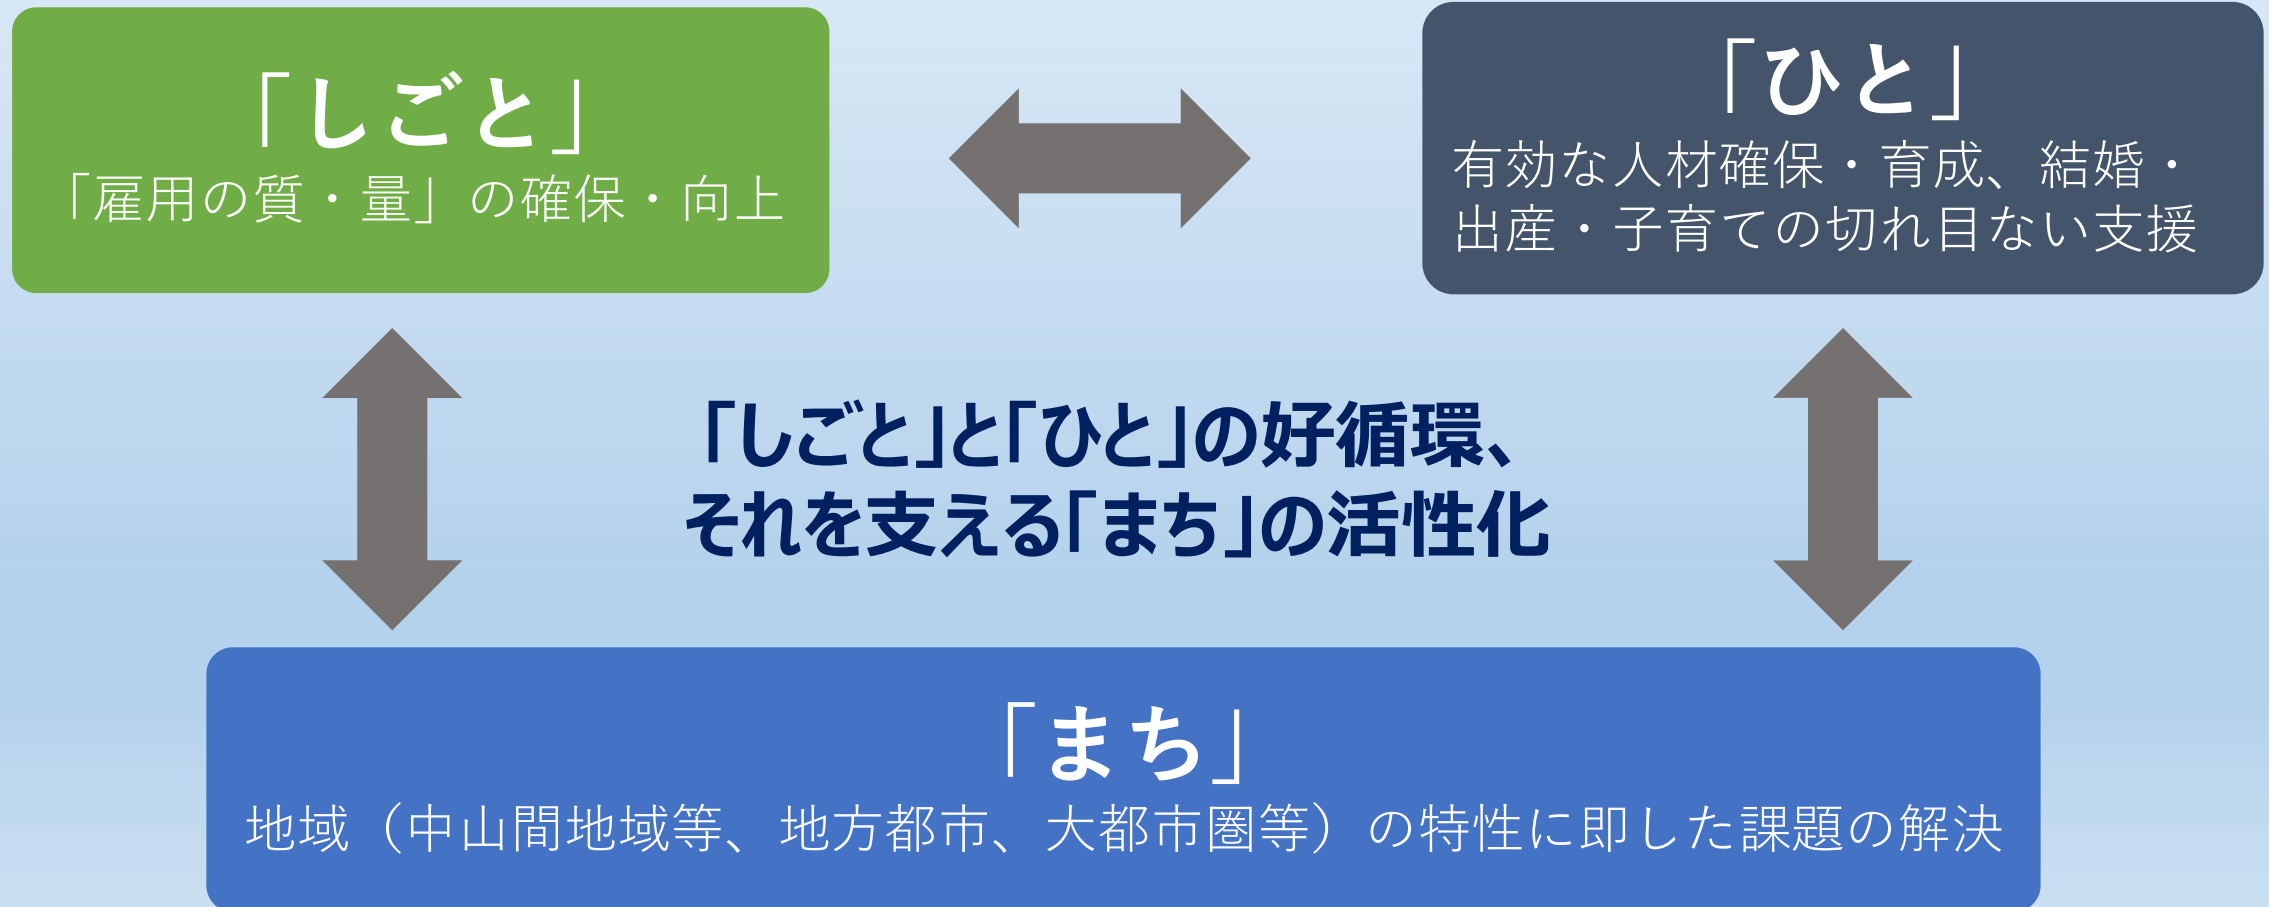 「しごと」
「雇用の質・量」の確保・向上
「ひと」
有効な人材確保・育成、結婚・
出産・子育ての切れ目ない支援
「しごと」と「ひと」の好循環、
それを支える「まち」の活性化
「まち」
地域（中山間地域等、地方都市、大都市圏等）の特性に即した課題の解決